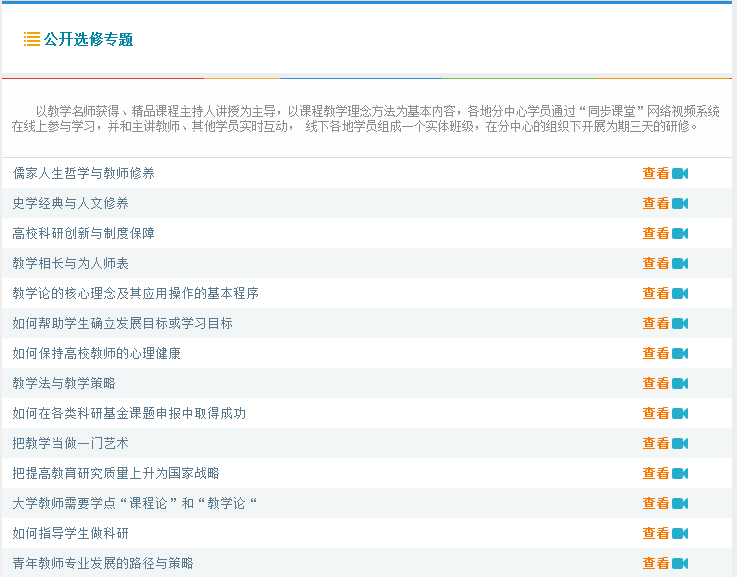 公开选修专题
以教学名师获得、精品课程主持人讲授为主导，以课程教学理念方法为基本内容，各地分中心学员通过“同步课堂”网络视频系统
在线上参与学习，并和主讲教师、其他学员实时互动， 线下各地学员组成一个实体班级，在分中心的组织下开展为期三天的研修。
儒家人生哲学与教师修养 查看
史学经典与人文修养 查看
高校科研创新与制度保障 查看
教学相长与为人师表 查看
教学论的核心理念及其应用操作的基本程序 查看
如何帮助学生确立发展目标或学习目标 查看
如何保持高校教师的心理健康 查看
教学法与教学策略 查看
如何在各类科研基金课题申报中取得成功 查看
把教学当做一门艺术 查看
把提高教育研究质量上升为国家战略 查看
大学教师需要学点“课程论”和“教学论“ 查看
如何指导学生做科研 查看
青年教师专业发展的路径与策略 查看